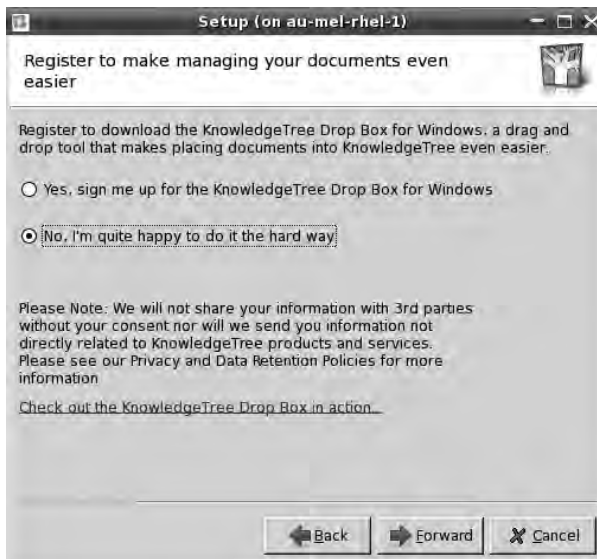 Setup (on au-mel-rhel-1)
Register to make managing your documents even
easier
Register to download the KnowledgeTree Drop Box for Windows, a drag and
drop tool that makes placing documents into KnowledgeTree even easier.
Yes, sign me up for the KnowledgeTree Drop Box for Windows
No, I'm quite happy to do it the hard way
Please Note: We will not share your information with 3rd parties
without your consent nor will we send you information not
directly related to KnowledgeTree products and services.
Please see our Privacy and Data Retention Policies for more
information
Check out the KnowledgeTree Drop Box in action...
Back
Forward
Cancel